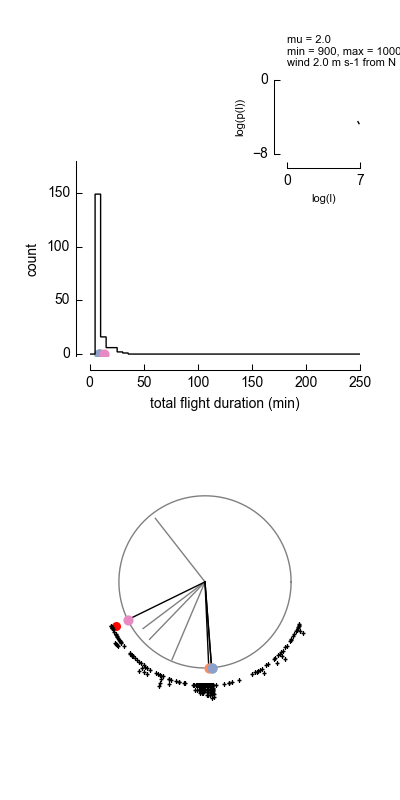 mu = 2.0
min = 900, max = 1000
wind 2.0 m s-1 from N
0
log(p(l))
−8
0
7
log(l)
150
100
50
0
count
0
50
100
150
200
250
total flight duration (min)